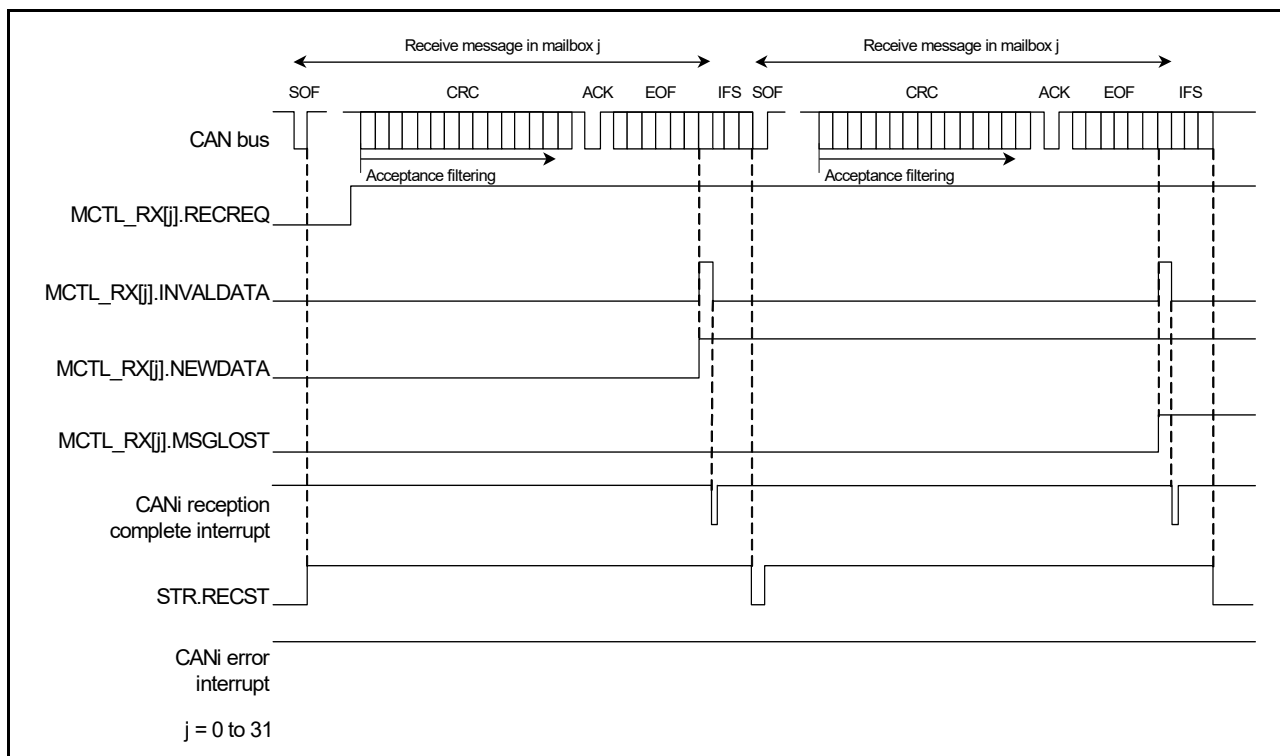 Receive message in mailbox j Receive message in mailbox j
SOF CRC ACK EOF IFS SOF CRC ACK EOF IFS
CAN bus
Acceptance filtering Acceptance filtering
MCTL_RX[j].RECREQ
MCTL_RX[j].INVALDATA
MCTL_RX[j].NEWDATA
MCTL_RX[j].MSGLOST
CANi reception
complete interrupt
STR.RECST
CANi error
interrupt
j = 0 to 31